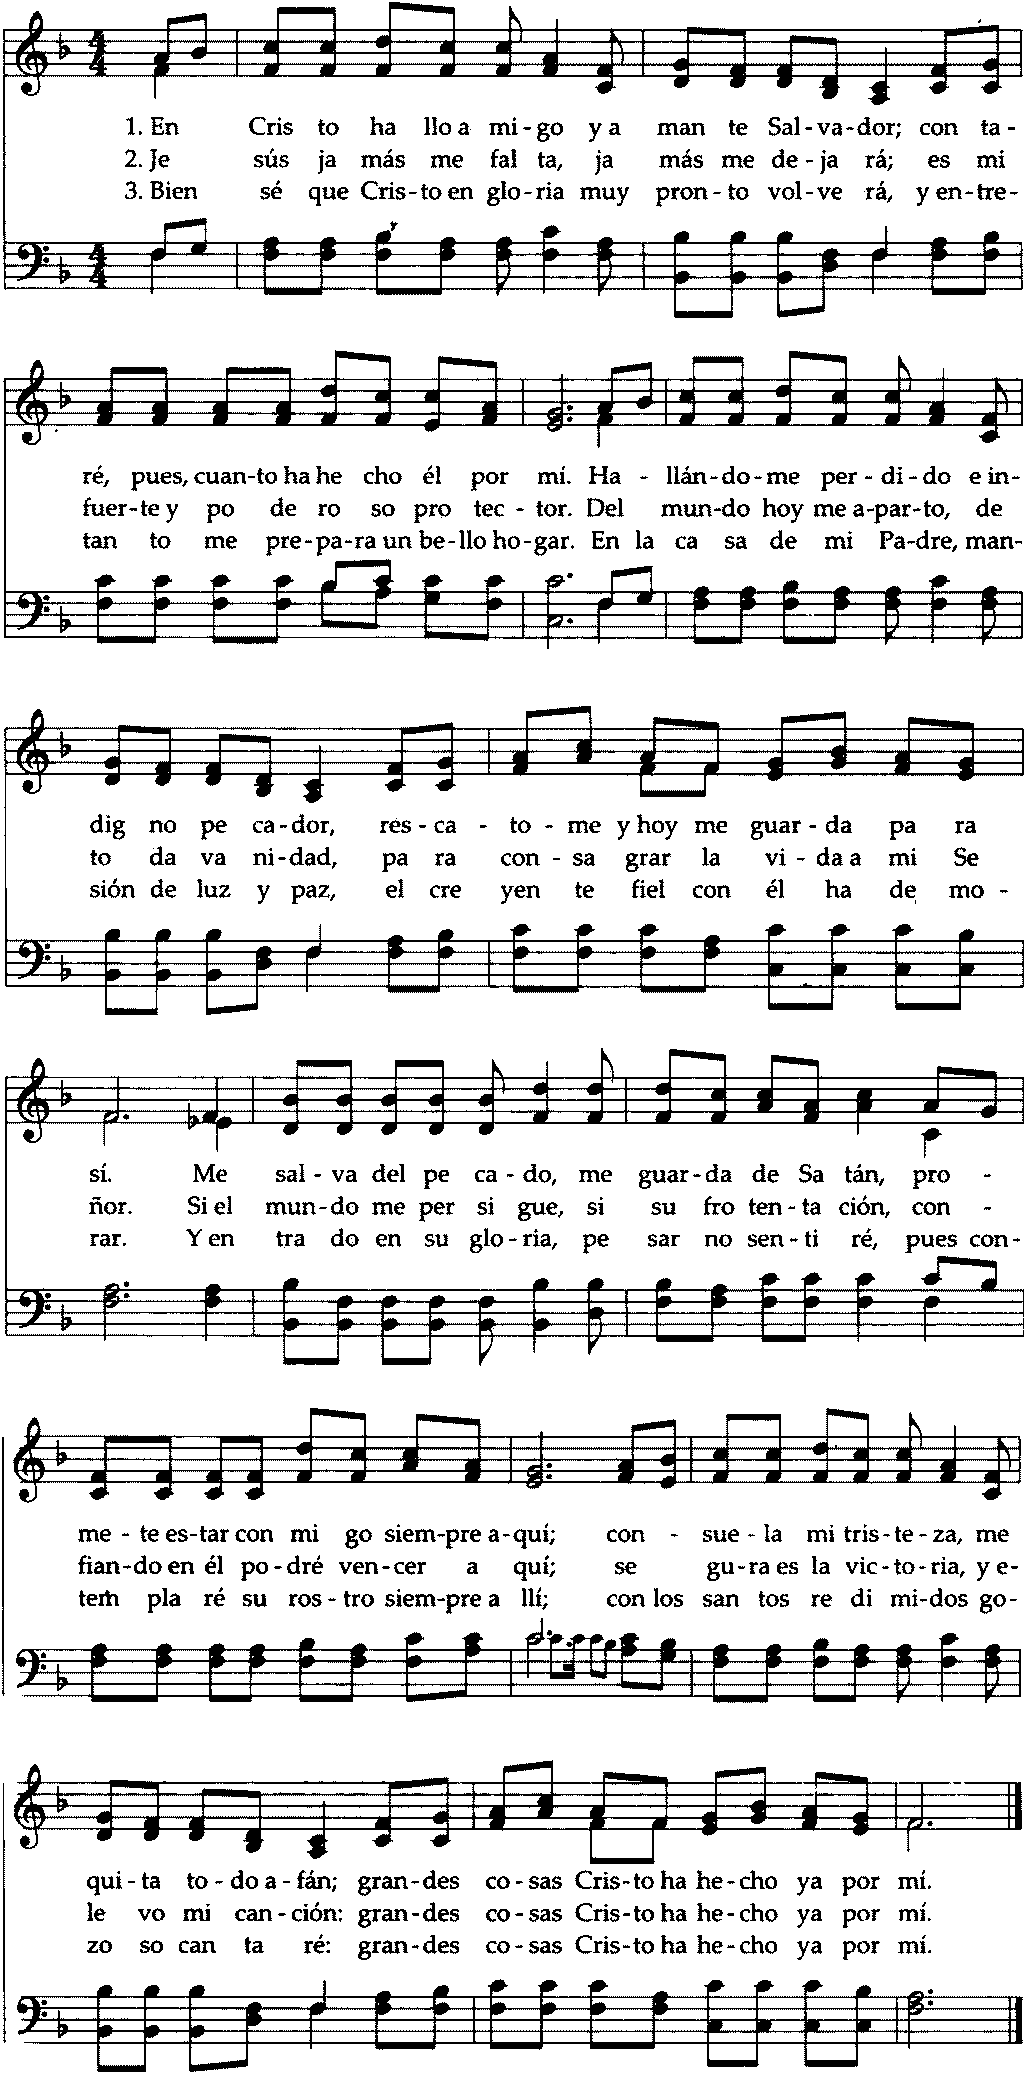 1. En Cris to ha llo a mi - go y a man te Sal - va - dor; con ta -
2. Je sús ja más me fal ta, ja más me de - ja rá; es mi
3. Bien sé que Cris - to en glo - ria muy pron - to vol - ve rá, y en - tre -
ré, pues, cuan - to ha he cho él por mí. Ha - llán - do - me per - di - do e in -
fuer - te y po de ro so pro tec - tor. Del mun - do hoy me a - par - to, de
tan to me pre - pa - ra un be - llo ho - gar. En la ca sa de mi Pa - dre, man -
dig no pe ca - dor, res - ca - to - me y hoy me guar - da pa ra
to da va ni - dad, pa ra con - sa grar la vi - da a mi Se
sión de luz y paz, el cre yen te fiel con él ha de mo -
sí. Me sal - va del pe ca - do, me guar - da de Sa tán, pro -
ñor. Si el mun - do me per si gue, si su fro ten - ta ción, con -
rar. Y en tra do en su glo - ria, pe sar no sen - ti ré, pues con -
me - te es - tar con mi go siem - pre a - quí; con - sue - la mi tris - te - za, me
fian - do en él po - dré ven - cer a quí; se gu - ra es la vic - to - ria, y e -
tem pla ré su ros - tro siem - pre a llí; con los san tos re di mi - dos go -
qui - ta to - do a - fán; gran - des co - sas Cris - to ha he - cho ya por mí.
le vo mi can - ción: gran - des co - sas Cris - to ha he - cho ya por mí.
zo so can ta ré: gran - des co - sas Cris - to ha he - cho ya por mí.